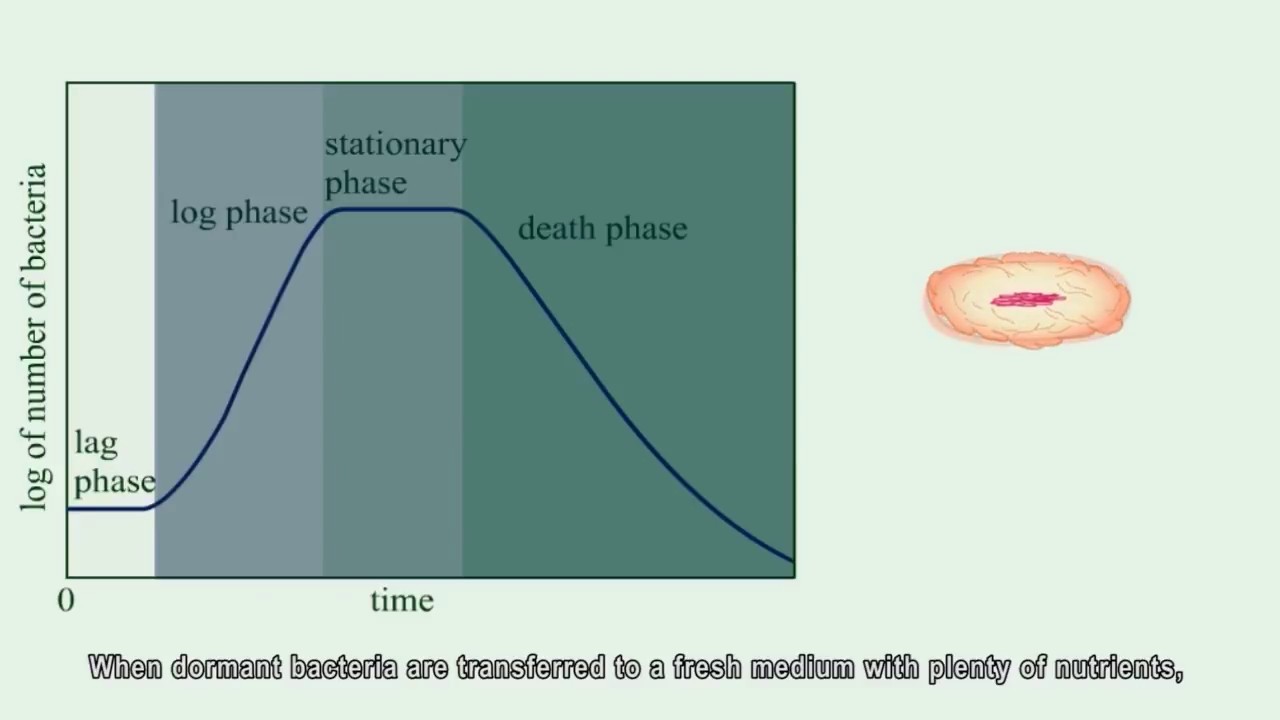 stationary
phase
log phase
death phase
lag
phase
log of number of bacteria
0
time
When dormant bacteria are transferred to a fresh medium with plenty of nutrients,